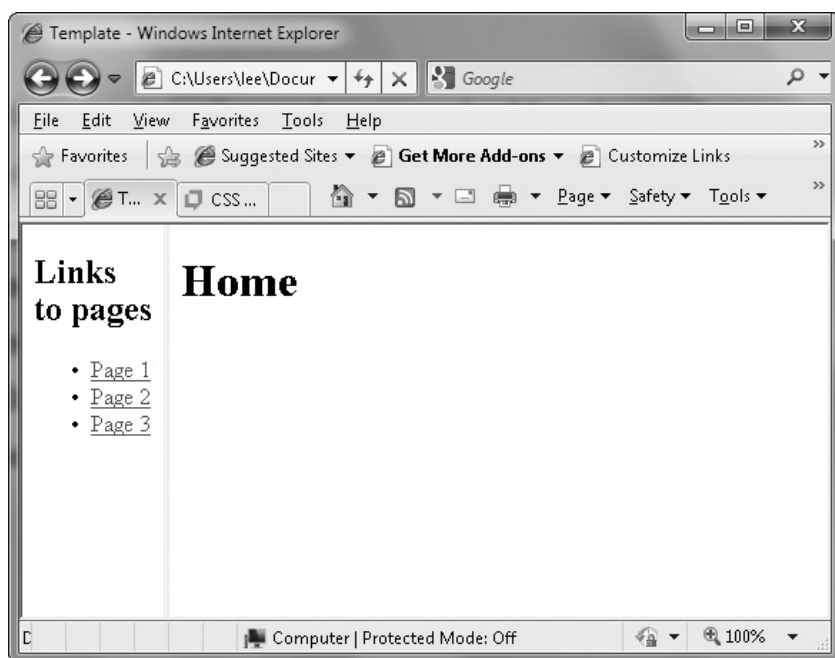 Template - Windows Internet Explorer
C:\Users\lee\Docur
Google
File Edit View Favorites Tools Help
Favorites Suggested Sites Get More Add-ons Customize Links
T... CSS ... Page Safety Tools
Links
to pages
• Page 1
• Page 2
• Page 3
Home
Computer | Protected Mode: Off 100%